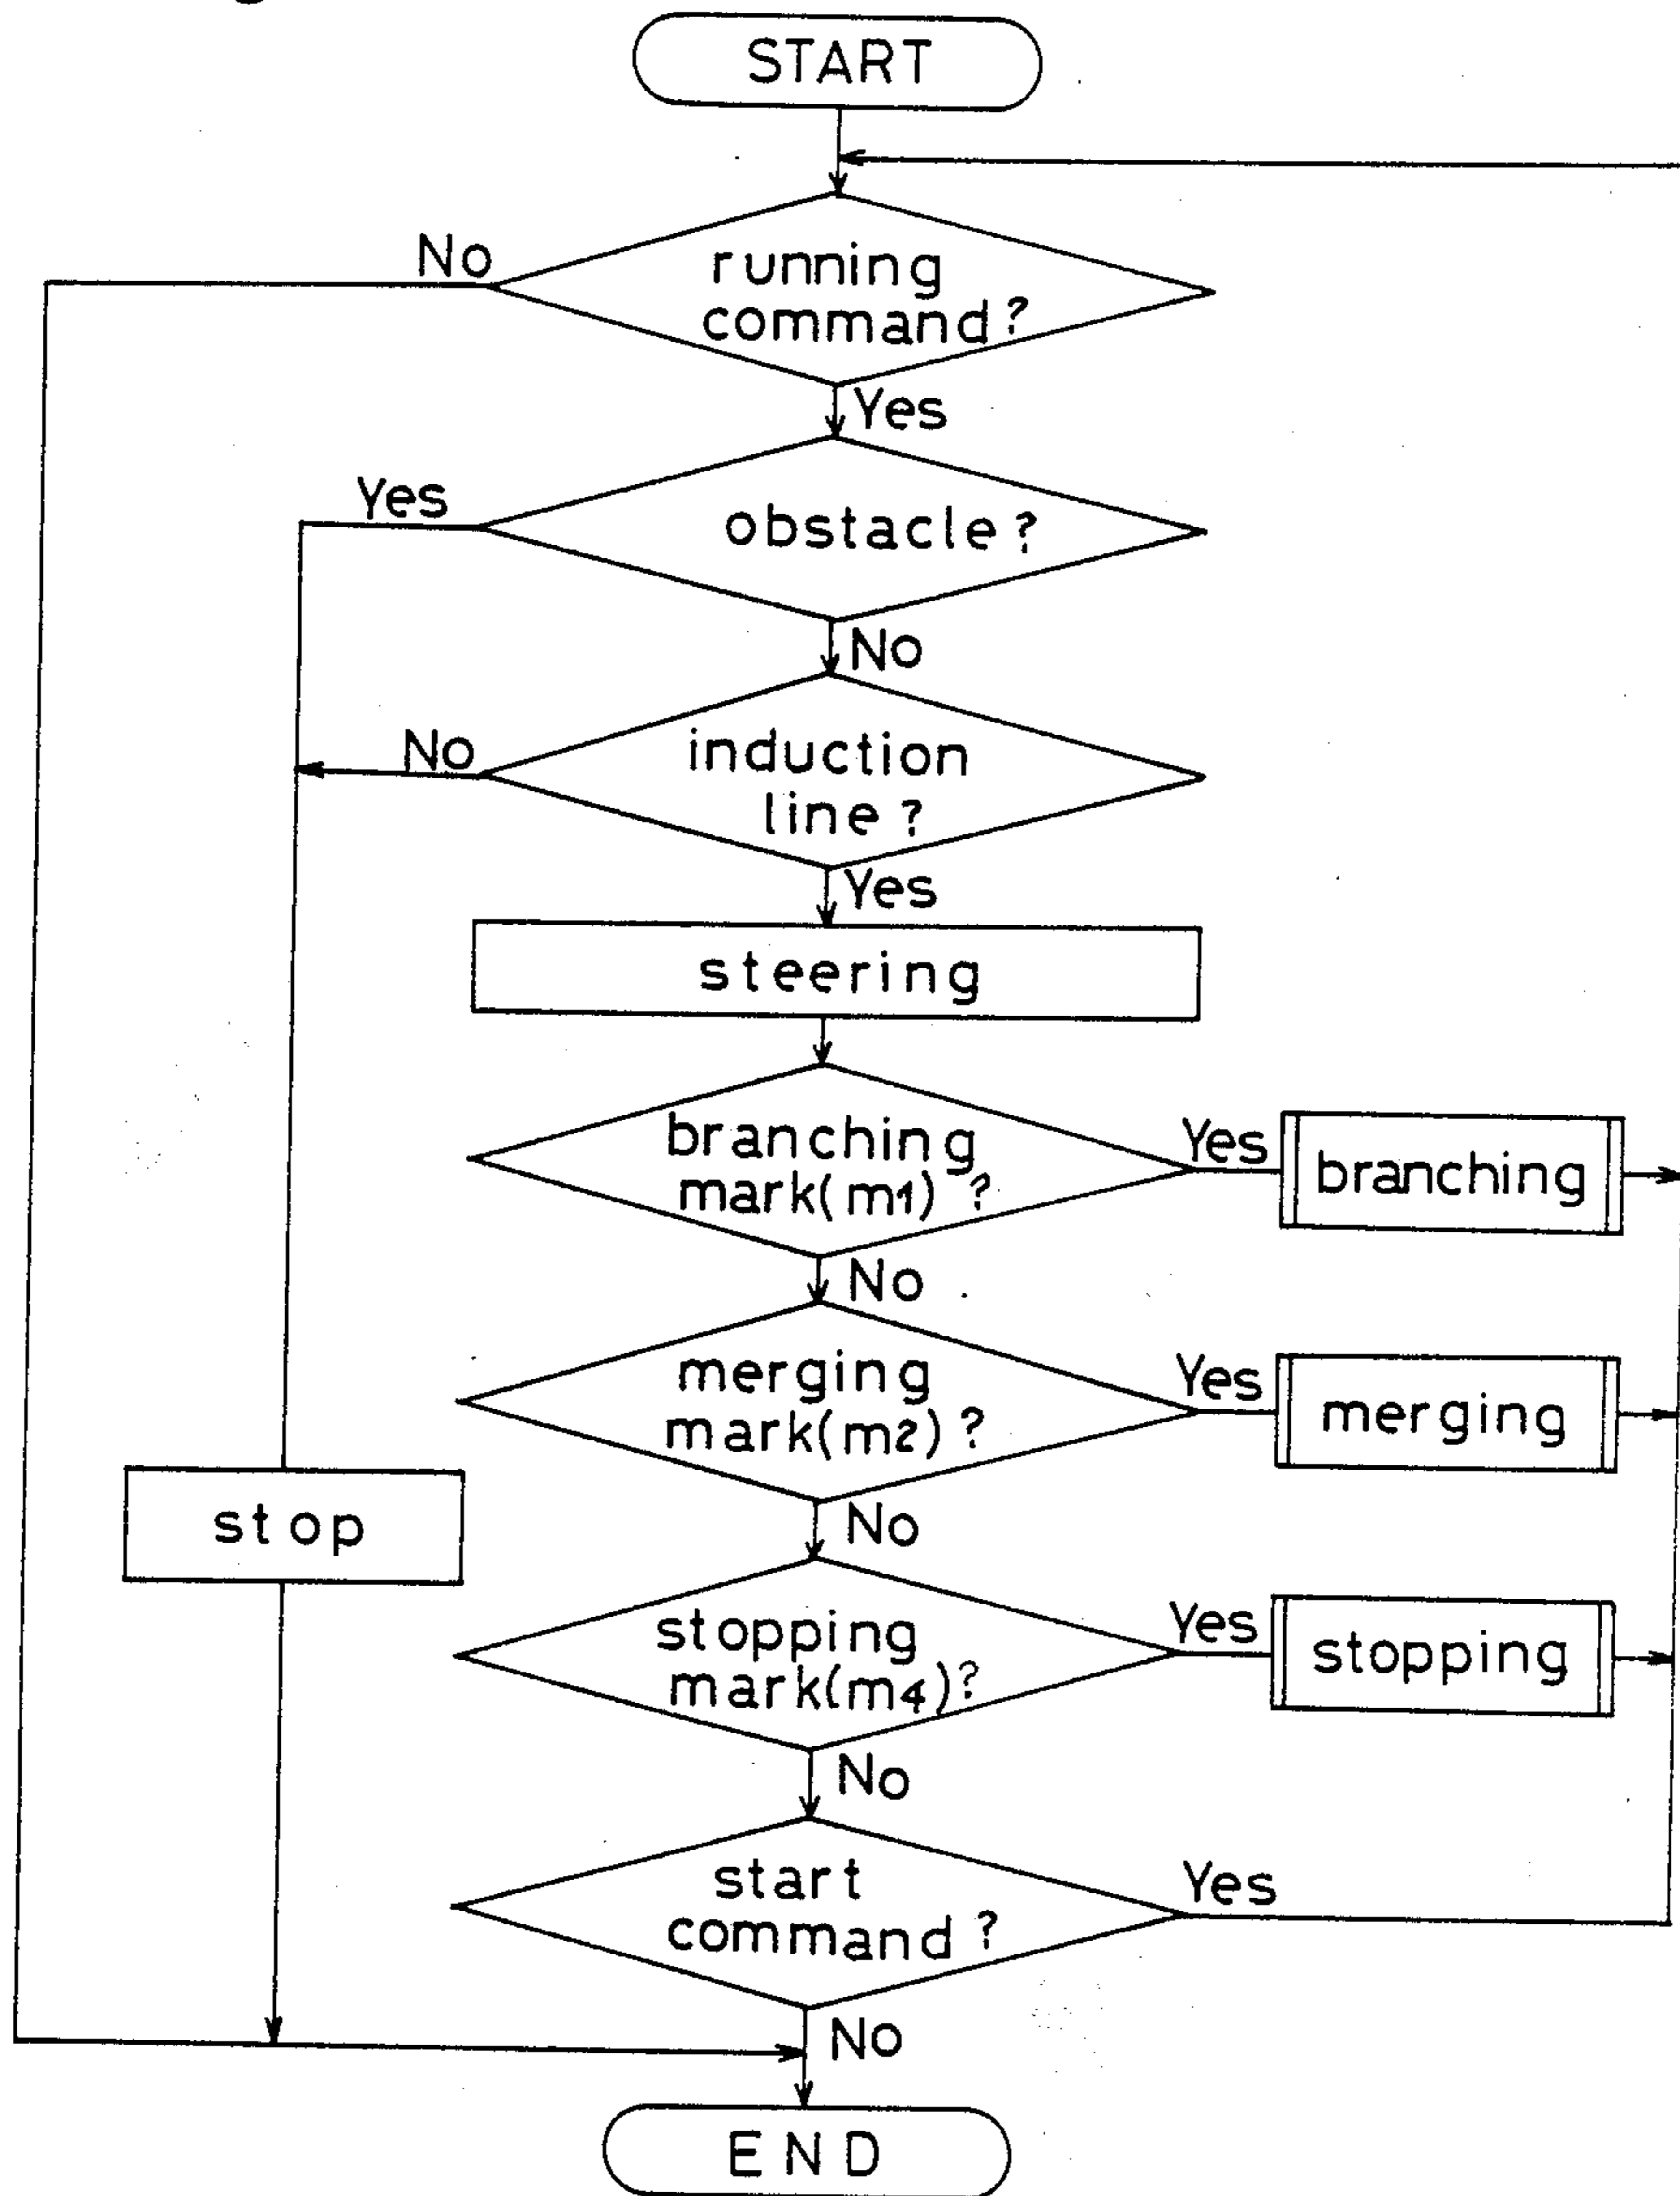 START
No
running
command?
Yes
Yes
obstacle?
No
No
induction
line?
Yes
steering
branching
mark(m1) ?
Yes
branching
No
merging
mark(m2) ?
Yes
merging
No
stop
stopping
mark(m4)?
Yes
stopping
No
start
command?
Yes
No
END